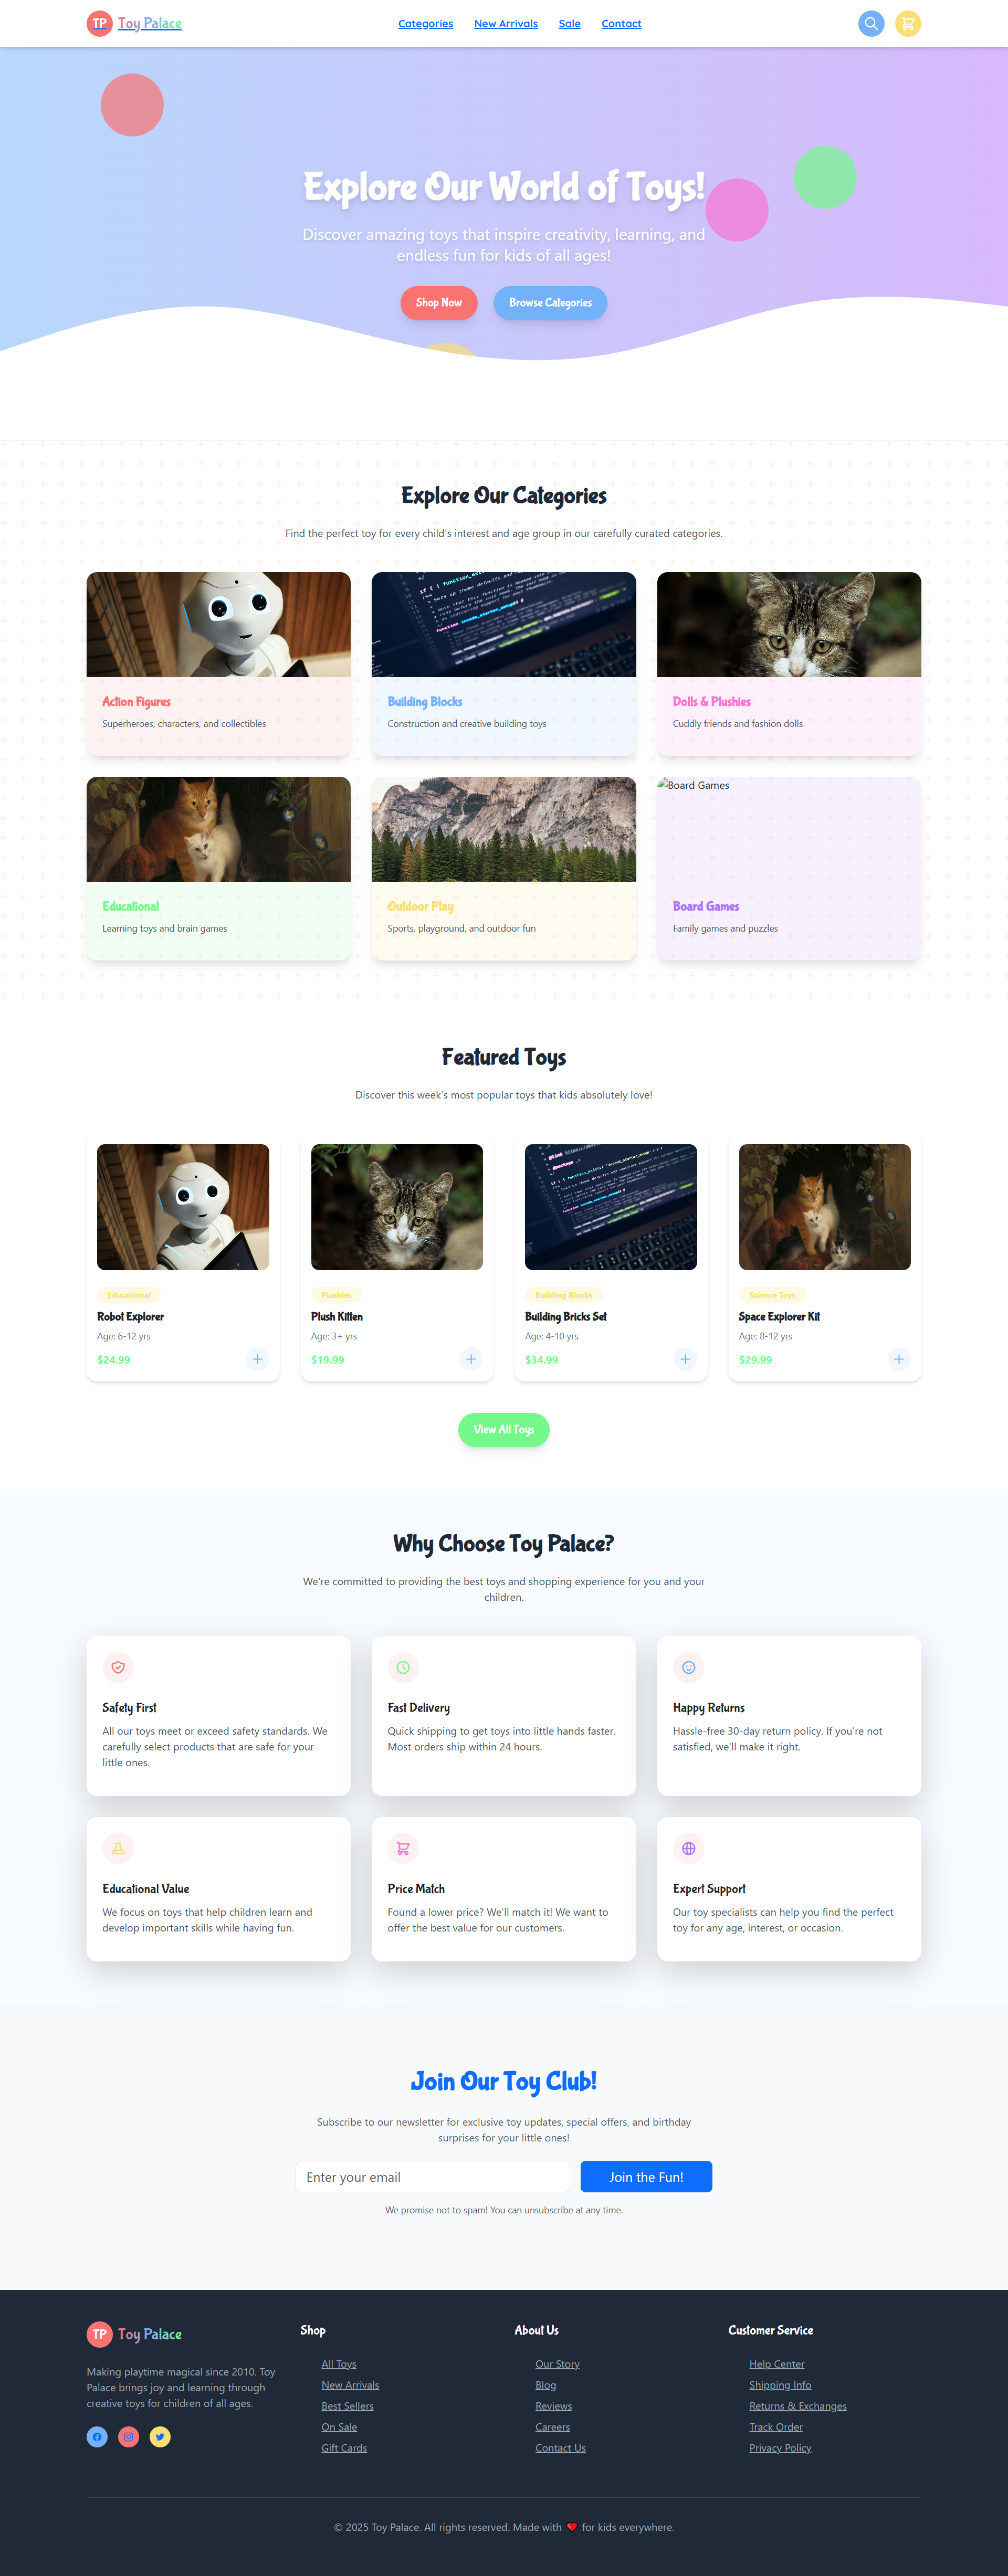 TP Toy Palace
Categories New Arrivals Sale Contact
Explore Our World of Toys!
Discover amazing toys that inspire creativity, learning, and
endless fun for kids of all ages!
Shop Now Browse Categories
Explore Our Categories
Find the perfect toy for every child's interest and age group in our carefully curated categories.
Action Figures
Superheroes, characters, and collectibles
Building Blocks
Construction and creative building toys
Dolls & Plushies
Cuddly friends and fashion dolls
Educational
Learning toys and brain games
Outdoor Play
Sports, playground, and outdoor fun
Board Games
Board Games
Family games and puzzles
Featured Toys
Discover this week's most popular toys that kids absolutely love!
Educational
Robot Explorer
Age: 6-12 yrs
$24.99
Plushies
Plush Kitten
Age: 3+ yrs
$19.99
Building Blocks
Building Bricks Set
Age: 4-10 yrs
$34.99
Science Toys
Space Explorer Kit
Age: 8-12 yrs
$29.99
View All Toys
Why Choose Toy Palace?
We're committed to providing the best toys and shopping experience for you and your
children.
Safety First
All our toys meet or exceed safety standards. We
carefully select products that are safe for your
little ones.
Fast Delivery
Quick shipping to get toys into little hands faster.
Most orders ship within 24 hours.
Happy Returns
Hassle-free 30-day return policy. If you're not
satisfied, we'll make it right.
Educational Value
We focus on toys that help children learn and
develop important skills while having fun.
Price Match
Found a lower price? We'll match it! We want to
offer the best value for our customers.
Expert Support
Our toy specialists can help you find the perfect
toy for any age, interest, or occasion.
Join Our Toy Club!
Subscribe to our newsletter for exclusive toy updates, special offers, and birthday
surprises for your little ones!
Enter your email Join the Fun!
We promise not to spam! You can unsubscribe at any time.
TP Toy Palace
Making playtime magical since 2010. Toy
Palace brings joy and learning through
creative toys for children of all ages.
Shop
All Toys
New Arrivals
Best Sellers
On Sale
Gift Cards
About Us
Our Story
Blog
Reviews
Careers
Contact Us
Customer Service
Help Center
Shipping Info
Returns & Exchanges
Track Order
Privacy Policy
© 2025 Toy Palace. All rights reserved. Made with ❤️ for kids everywhere.